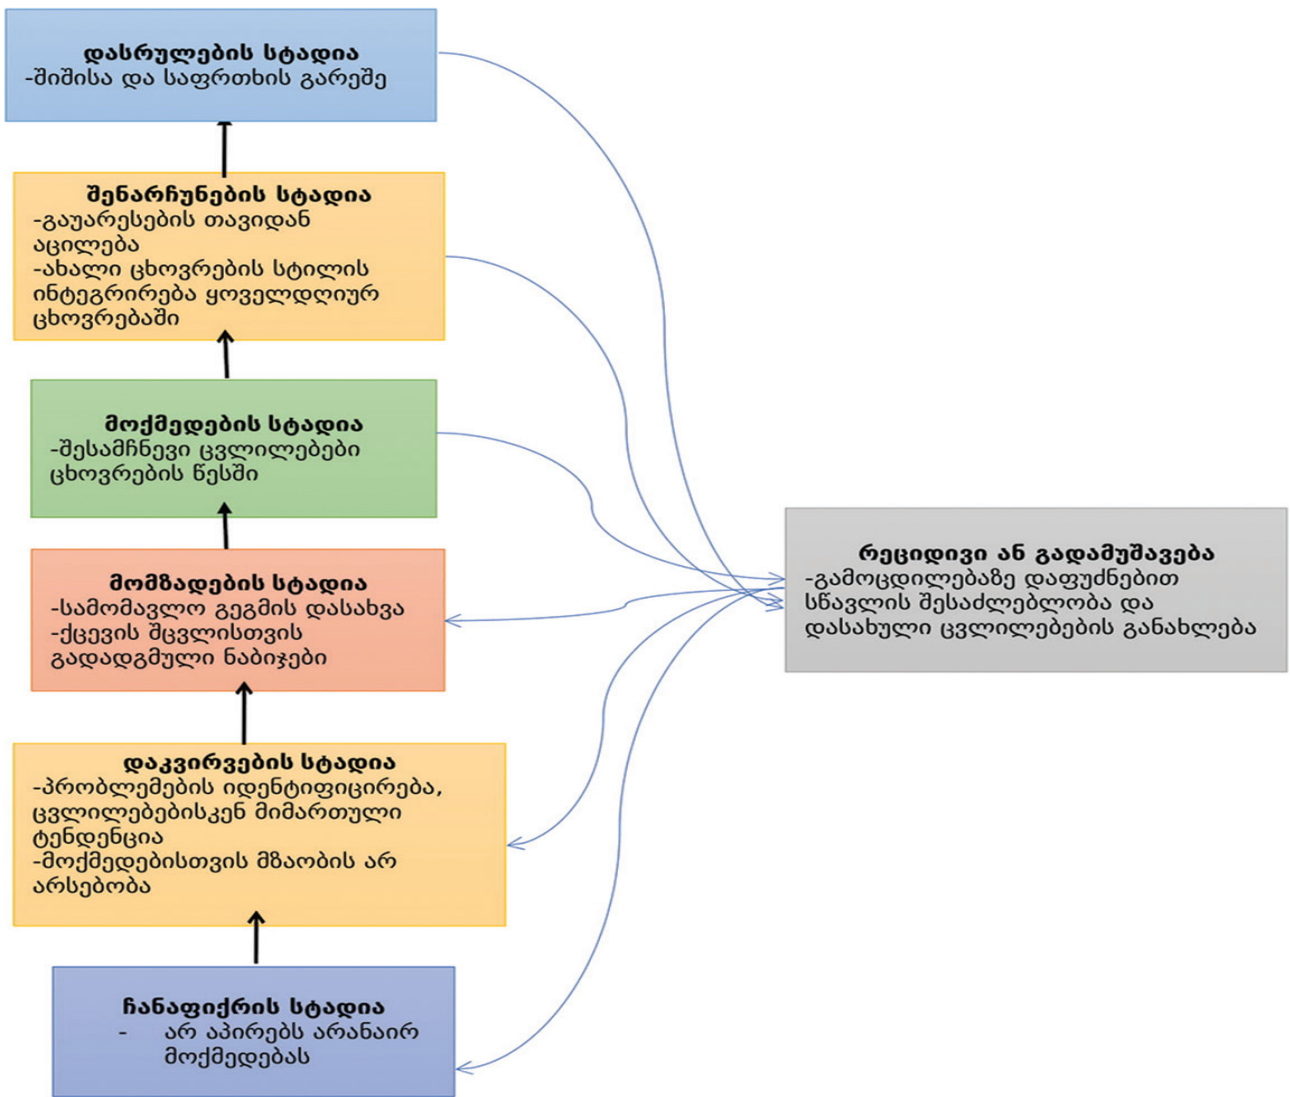 დასრულების სტადია
-შიშისა და საფრთხის გარეშე
შენარჩუნების სტადია
-გაუარესების თავიდან
აცილება
-ახალი ცხოვრების სტილის
ინტეგრირება ყოველდღიურ
ცხოვრებაში
მოქმედების სტადია
-შესამჩნევი ცვლილებები
ცხოვრების წესში
მომზადების სტადია
-სამომავლო გეგმის დასახვა
-ქცევის შცვლისთვის
გადადგმული ნაბიჯები
დაკვირვების სტადია
-პრობლემების იდენტიფიცირება,
ცვლილებებისკენ მიმართული
ტენდენცია
-მოქმედებისთვის მზაობის არ
არსებობა
ჩანაფიქრის სტადია
- არ აპირებს არანაირ
მოქმედებას
რეციდივი ან გადამუშავება
-გამოცდილებაზე დაფუძნებით
სწავლის შესაძლებლობა და
დასახული ცვლილებების განახლება